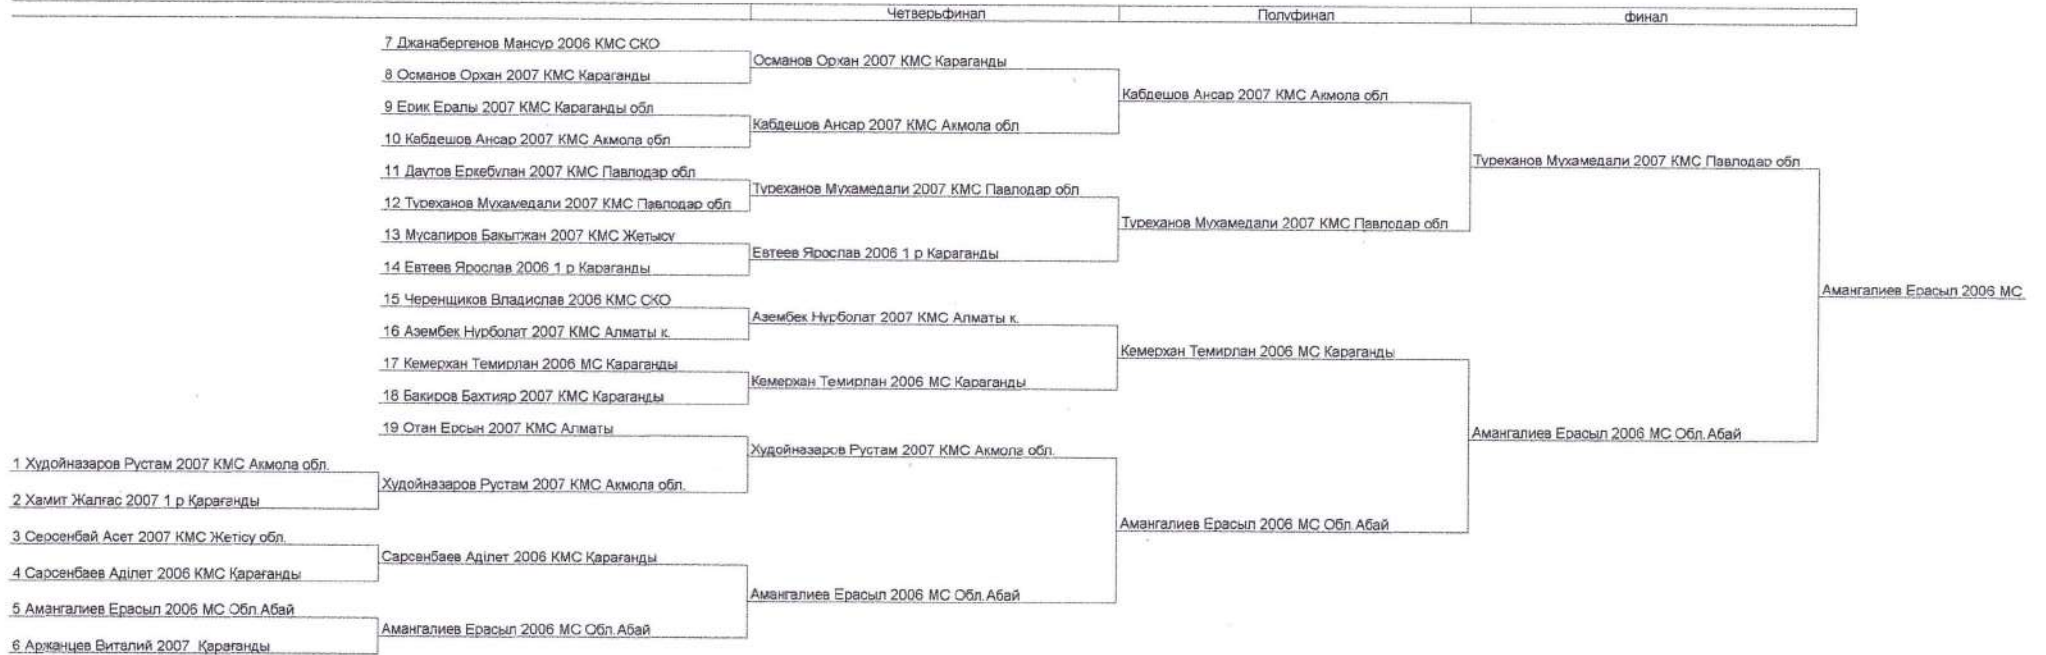 Четверьфинал
Полуфинал
финал
7 Джанабергенов Мансур 2006 КМС СКО
8 Османов Орхан 2007 КМС Караганды
9 Ерик Ералы 2007 КМС Караганды обл
10 Кабдешов Ансар 2007 КМС Акмола обл
11 Даутов Еркебулан 2007 КМС Павлодар обл
12 Туреханов Мухамедали 2007 КМС Павлодар обл
13 Мусапиров Бакытжан 2007 КМС Жетысу
14 Евтеев Ярослав 2006 1 р Караганды
15 Черенщиков Владислав 2006 КМС СКО
16 Азембек Нурболат 2007 КМС Алматы к.
17 Кемерхан Темирлан 2006 МС Караганды
18 Бакиров Бахтияр 2007 КМС Караганды
19 Отан Ерсын 2007 КМС Алматы
1 Худойназаров Рустам 2007 КМС Акмола обл.
2 Хамит Жалғас 2007 1 р Қарағанды
3 Серсенбай Асет 2007 КМС Жетісу обл.
4 Сарсенбаев Аділет 2006 КМС Қарағанды
5 Амангалиев Ерасыл 2006 МС Обл.Абай
6 Аржанцев Виталий 2007 Қарағанды
Худойназаров Рустам 2007 КМС Акмола обл.
Сарсенбаев Аділет 2006 КМС Қарағанды
Амангалиев Ерасыл 2006 МС Обл.Абай
Османов Орхан 2007 КМС Караганды
Кабдешов Ансар 2007 КМС Акмола обл
Туреханов Мухамедали 2007 КМС Павлодар обл
Евтеев Ярослав 2006 1 р Караганды
Азембек Нурболат 2007 КМС Алматы к.
Кемерхан Темирлан 2006 МС Караганды
Худойназаров Рустам 2007 КМС Акмола обл.
Амангалиев Ерасыл 2006 МС Обл.Абай
Кабдешов Ансар 2007 КМС Акмола обл
Туреханов Мухамедали 2007 КМС Павлодар обл
Кемерхан Темирлан 2006 МС Караганды
Амангалиев Ерасыл 2006 МС Обл.Абай
Туреханов Мухамедали 2007 КМС Павлодар обл
Амангалиев Ерасыл 2006 МС Обл.Абай
Амангалиев Ерасыл 2006 МС